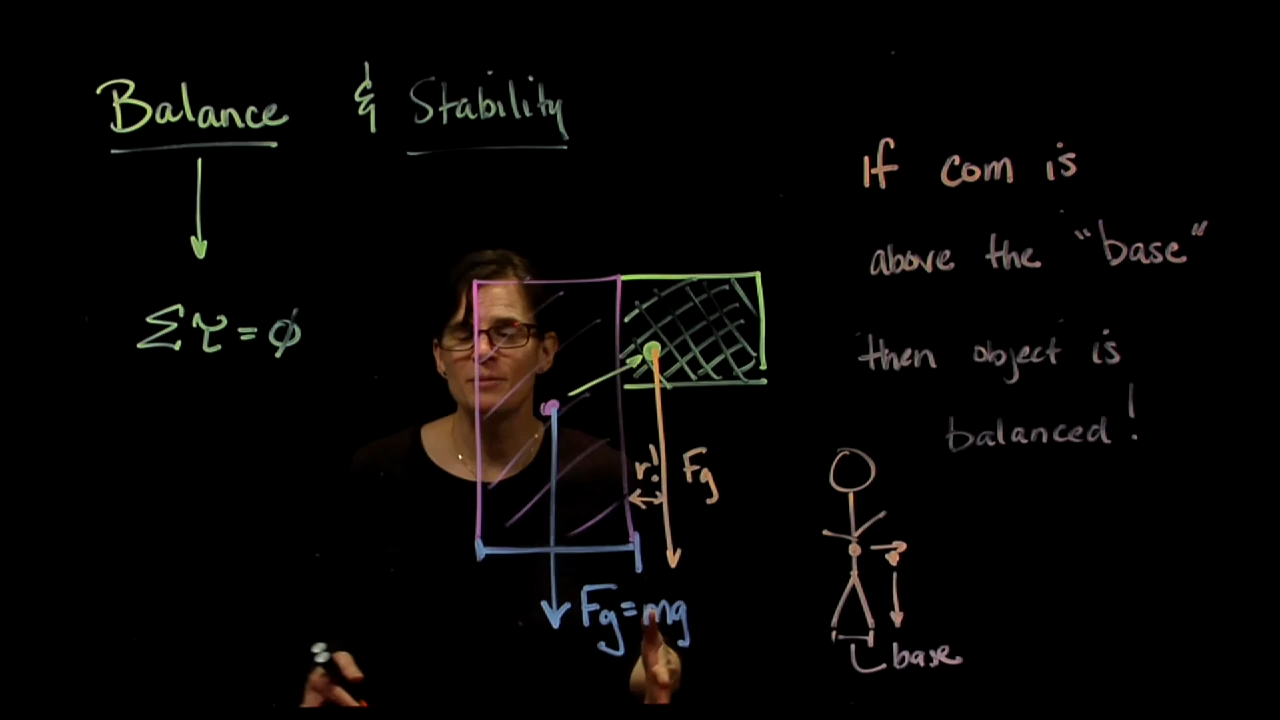 Balance & Stability
Στ = ∅
If com is
above the "base"
then object is
balanced!
r!
Fg
Fg = mg
base